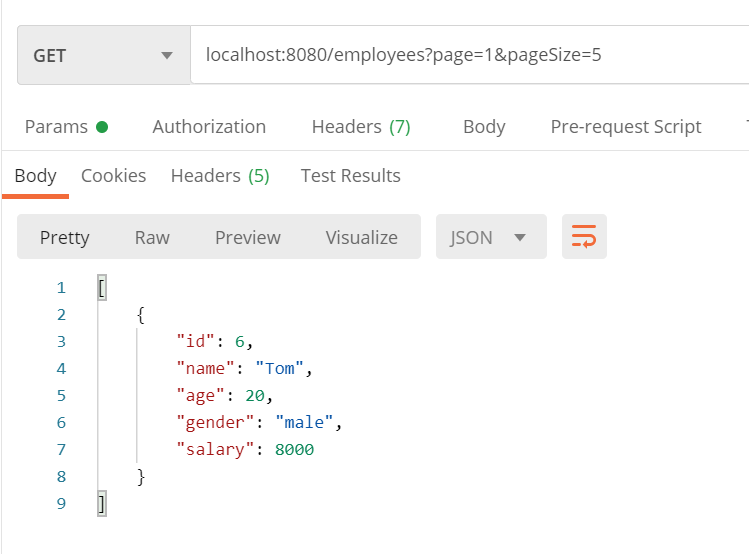 GET localhost:8080/employees?page=1&pageSize=5
Params Authorization Headers (7) Body Pre-request Script
Body Cookies Headers (5) Test Results
Pretty Raw Preview Visualize JSON
1 [
2 {
3 "id": 6,
4 "name": "Tom",
5 "age": 20,
6 "gender": "male",
7 "salary": 8000
8 }
9 ]